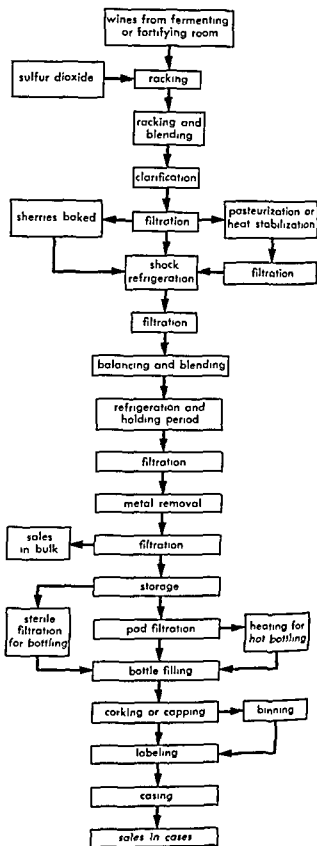 wines from fermenting
or fortifying room
sulfur dioxide
racking
racking and
blending
clarification
sherries baked
filtration
pasteurization or
heat stabilization
shock
refrigeration
filtration
filtration
balancing and blending
refrigeration and
holding period
filtration
metal removal
sales
in bulk
filtration
storage
sterile
filtration
for bottling
pad filtration
heating for
hot bottling
bottle filling
corking or capping
binning
labeling
casing
sales in cases